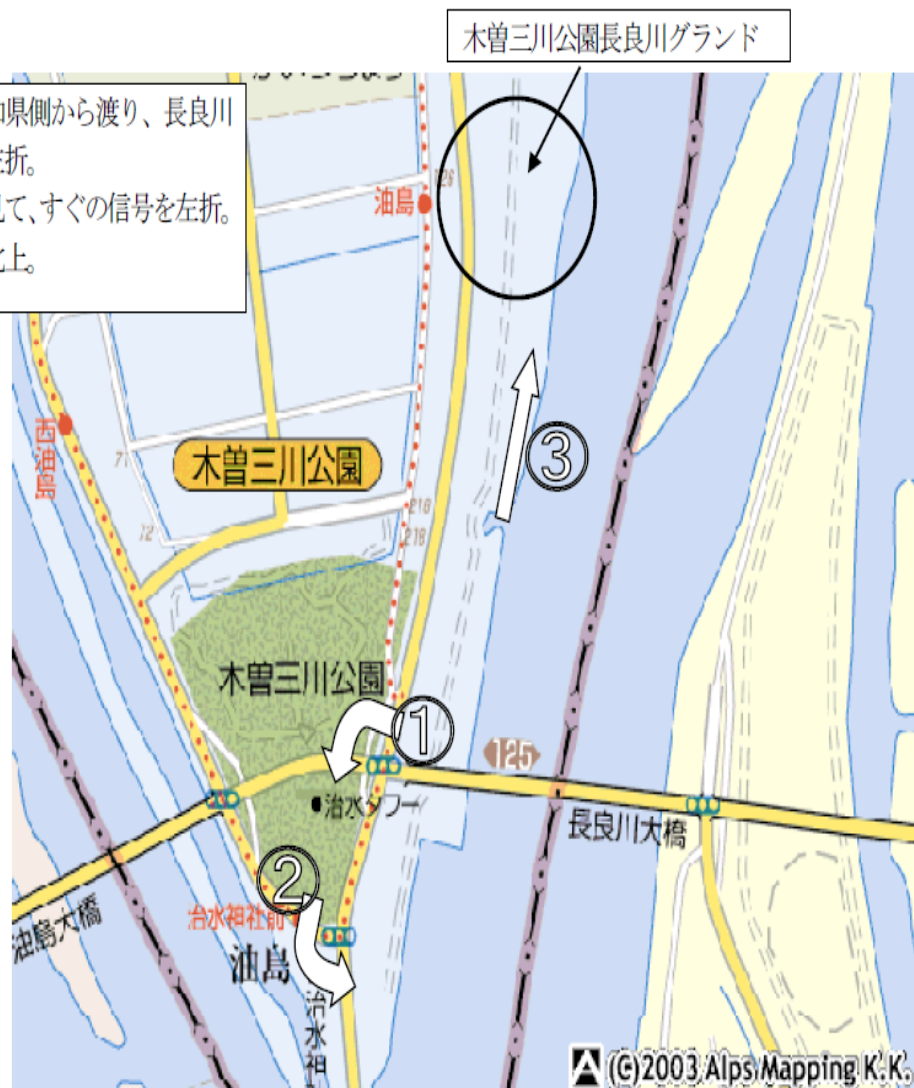 木曽三川公園長良川グランド
県側から渡り、長良川
左折。
見て、すぐの信号を左折。
北上。
126
油島
西油島
71
木曽三川公園
③
218
72
218
木曽三川公園
①
125
治水タワー
長良川大橋
②
治水神社前
油島大橋
油島
治水神
(C)2003 Alps Mapping K.K.